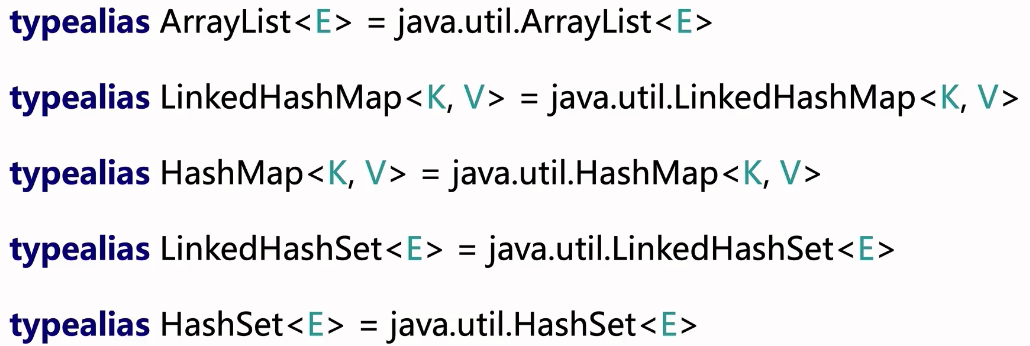 typealias ArrayList<E> = java.util.ArrayList<E>
typealias LinkedHashMap<K, V> = java.util.LinkedHashMap<K, V>
typealias HashMap<K, V> = java.util.HashMap<K, V>
typealias LinkedHashSet<E> = java.util.LinkedHashSet<E>
typealias HashSet<E> = java.util.HashSet<E>